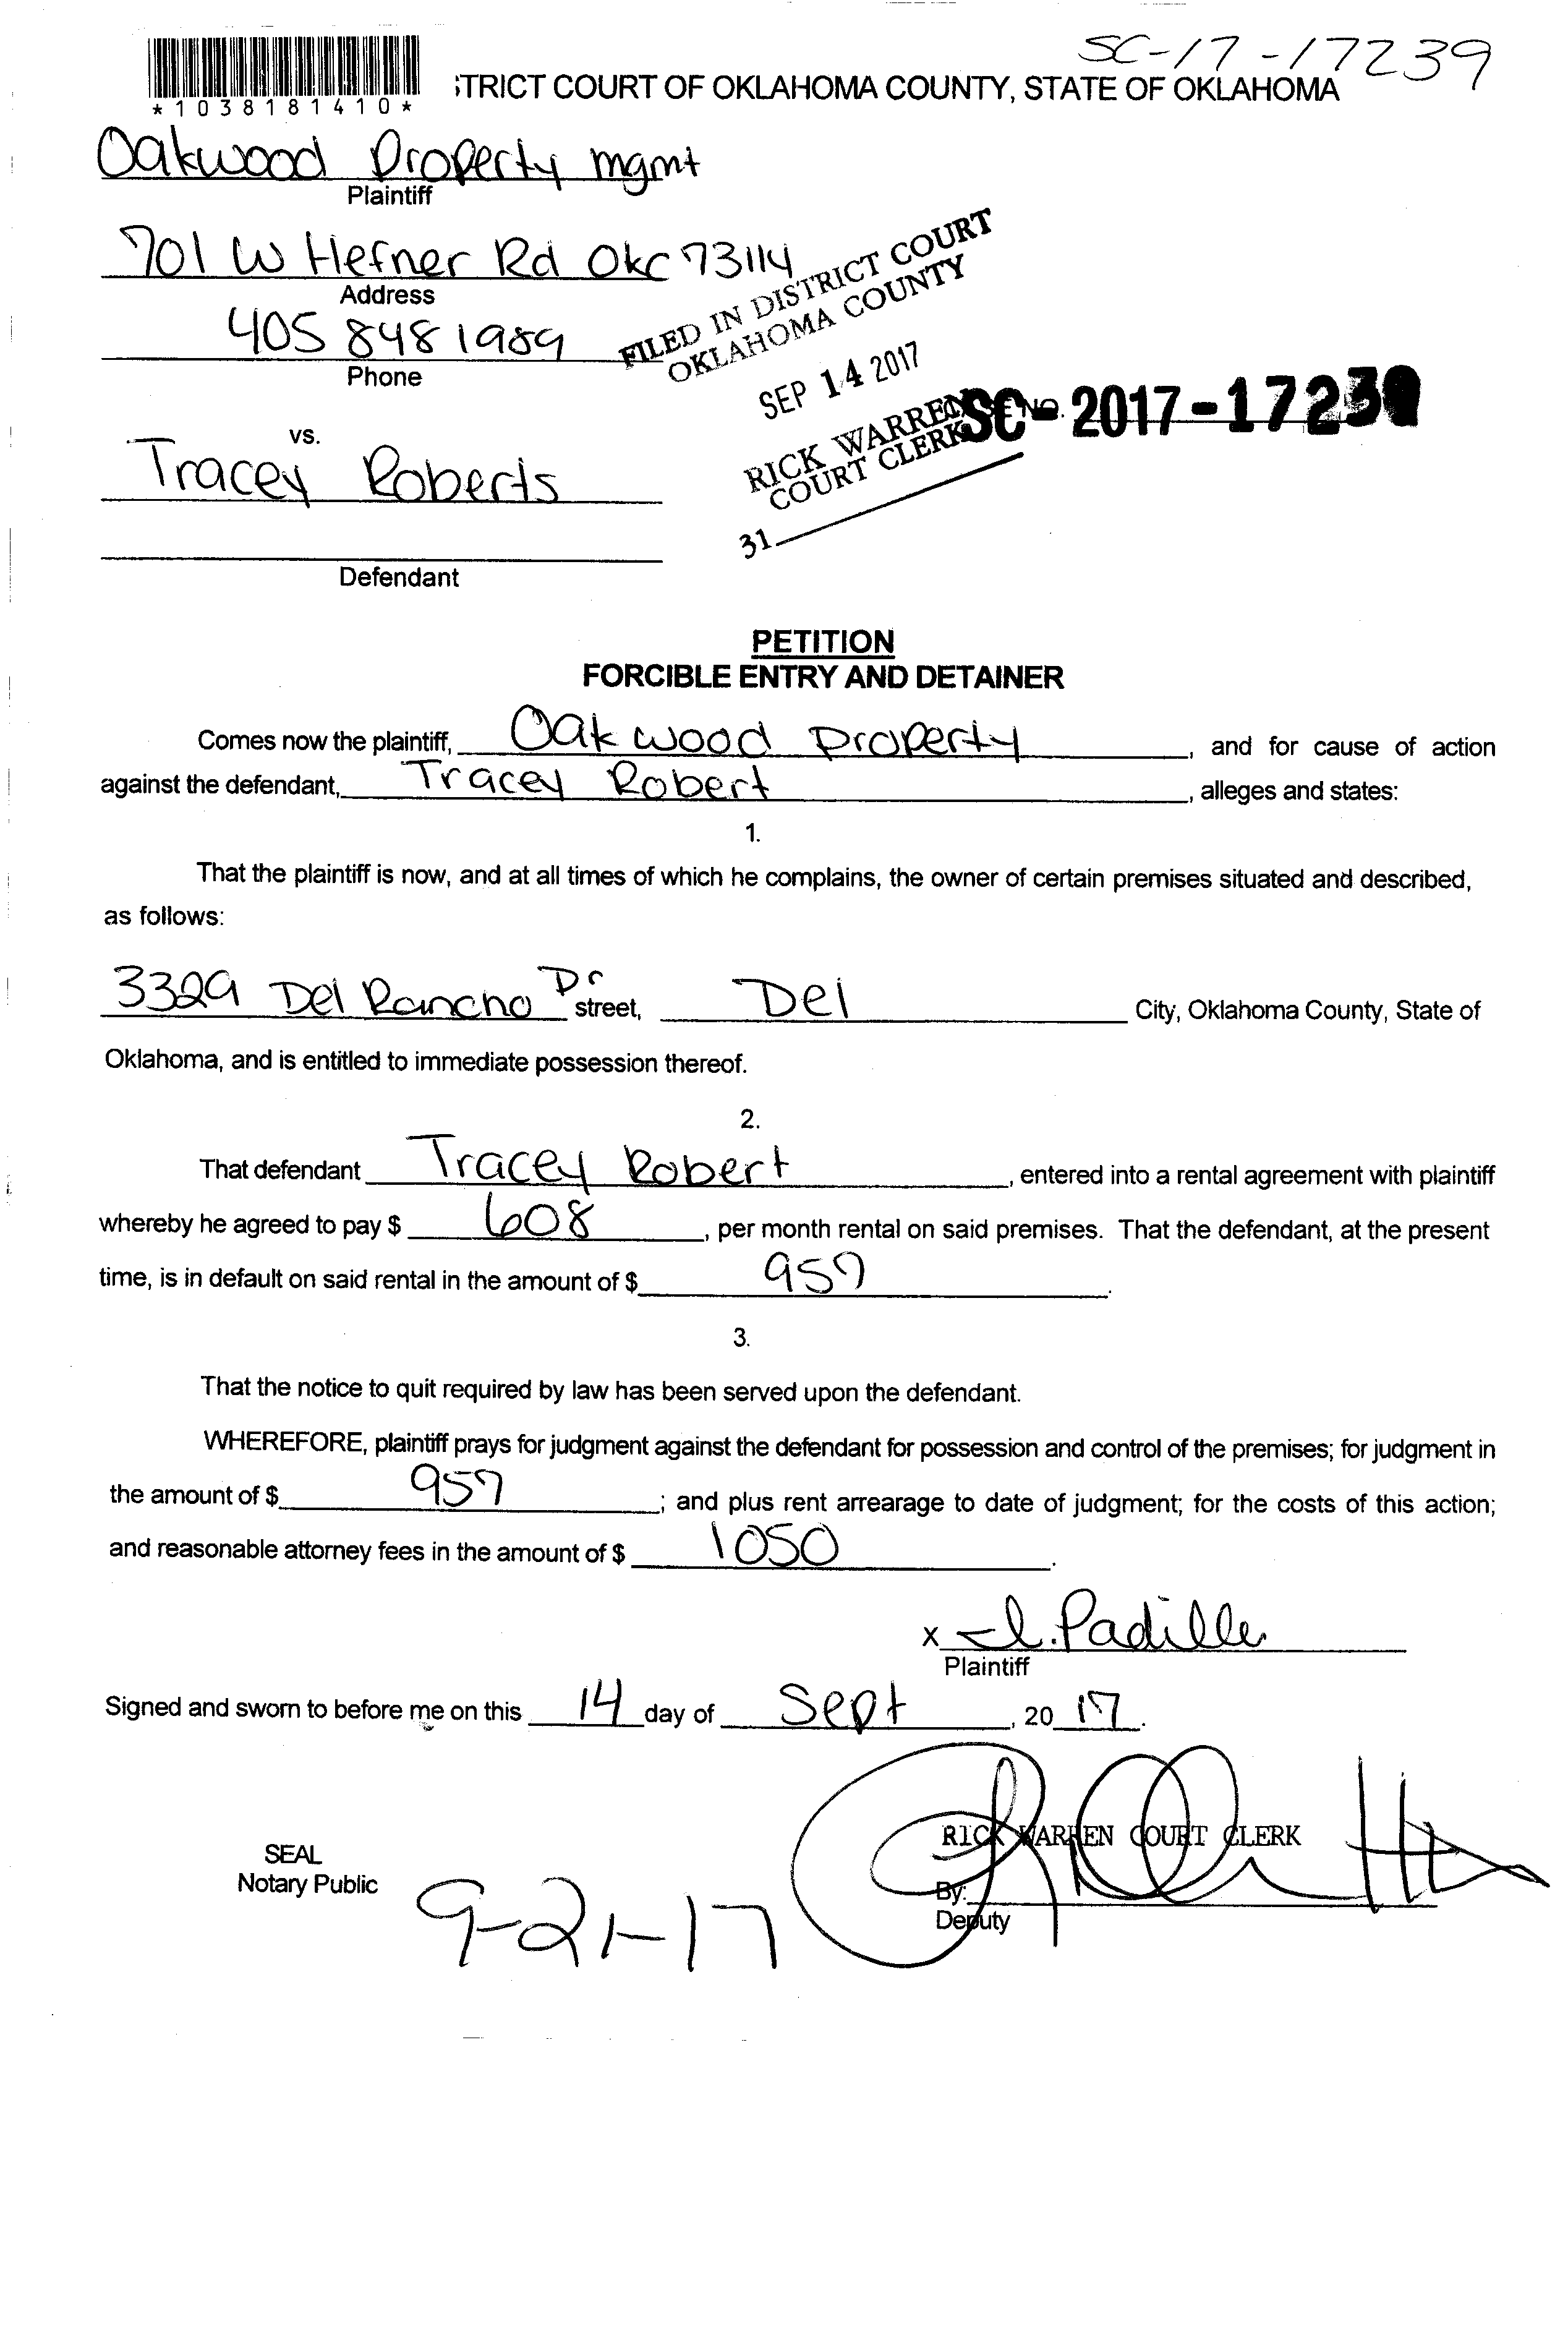 SC-17-17239
*1038181410*
TRICT COURT OF OKLAHOMA COUNTY, STATE OF OKLAHOMA
Oakwood Property mgmt
Plaintiff
701 W Hefner Rd Okc 73114
Address
405 848 1989
Phone
FILED IN DISTRICT COURT
OKLAHOMA COUNTY
SEP 14 2017
RICK WARREN
COURT CLERK
31
NO. SC-2017-17239
vs.
Tracey Roberts
Defendant
PETITION
FORCIBLE ENTRY AND DETAINER
Comes now the plaintiff, Oakwood Property, and for cause of action
against the defendant, Tracey Robert, alleges and states:
1.
That the plaintiff is now, and at all times of which he complains, the owner of certain premises situated and described,
as follows:
3329 Del Rancho Dr street, Del City, Oklahoma County, State of
Oklahoma, and is entitled to immediate possession thereof.
2.
That defendant Tracey Robert, entered into a rental agreement with plaintiff
whereby he agreed to pay $ 608, per month rental on said premises. That the defendant, at the present
time, is in default on said rental in the amount of $ 957.
3.
That the notice to quit required by law has been served upon the defendant.
WHEREFORE, plaintiff prays for judgment against the defendant for possession and control of the premises; for judgment in
the amount of $ 957; and plus rent arrearage to date of judgment; for the costs of this action;
and reasonable attorney fees in the amount of $ 1050.
x I. Padilla
Plaintiff
Signed and sworn to before me on this 14 day of Sept, 20 17.
RICK WARREN COURT CLERK
SEAL
Notary Public
By:
Deputy
9-21-17